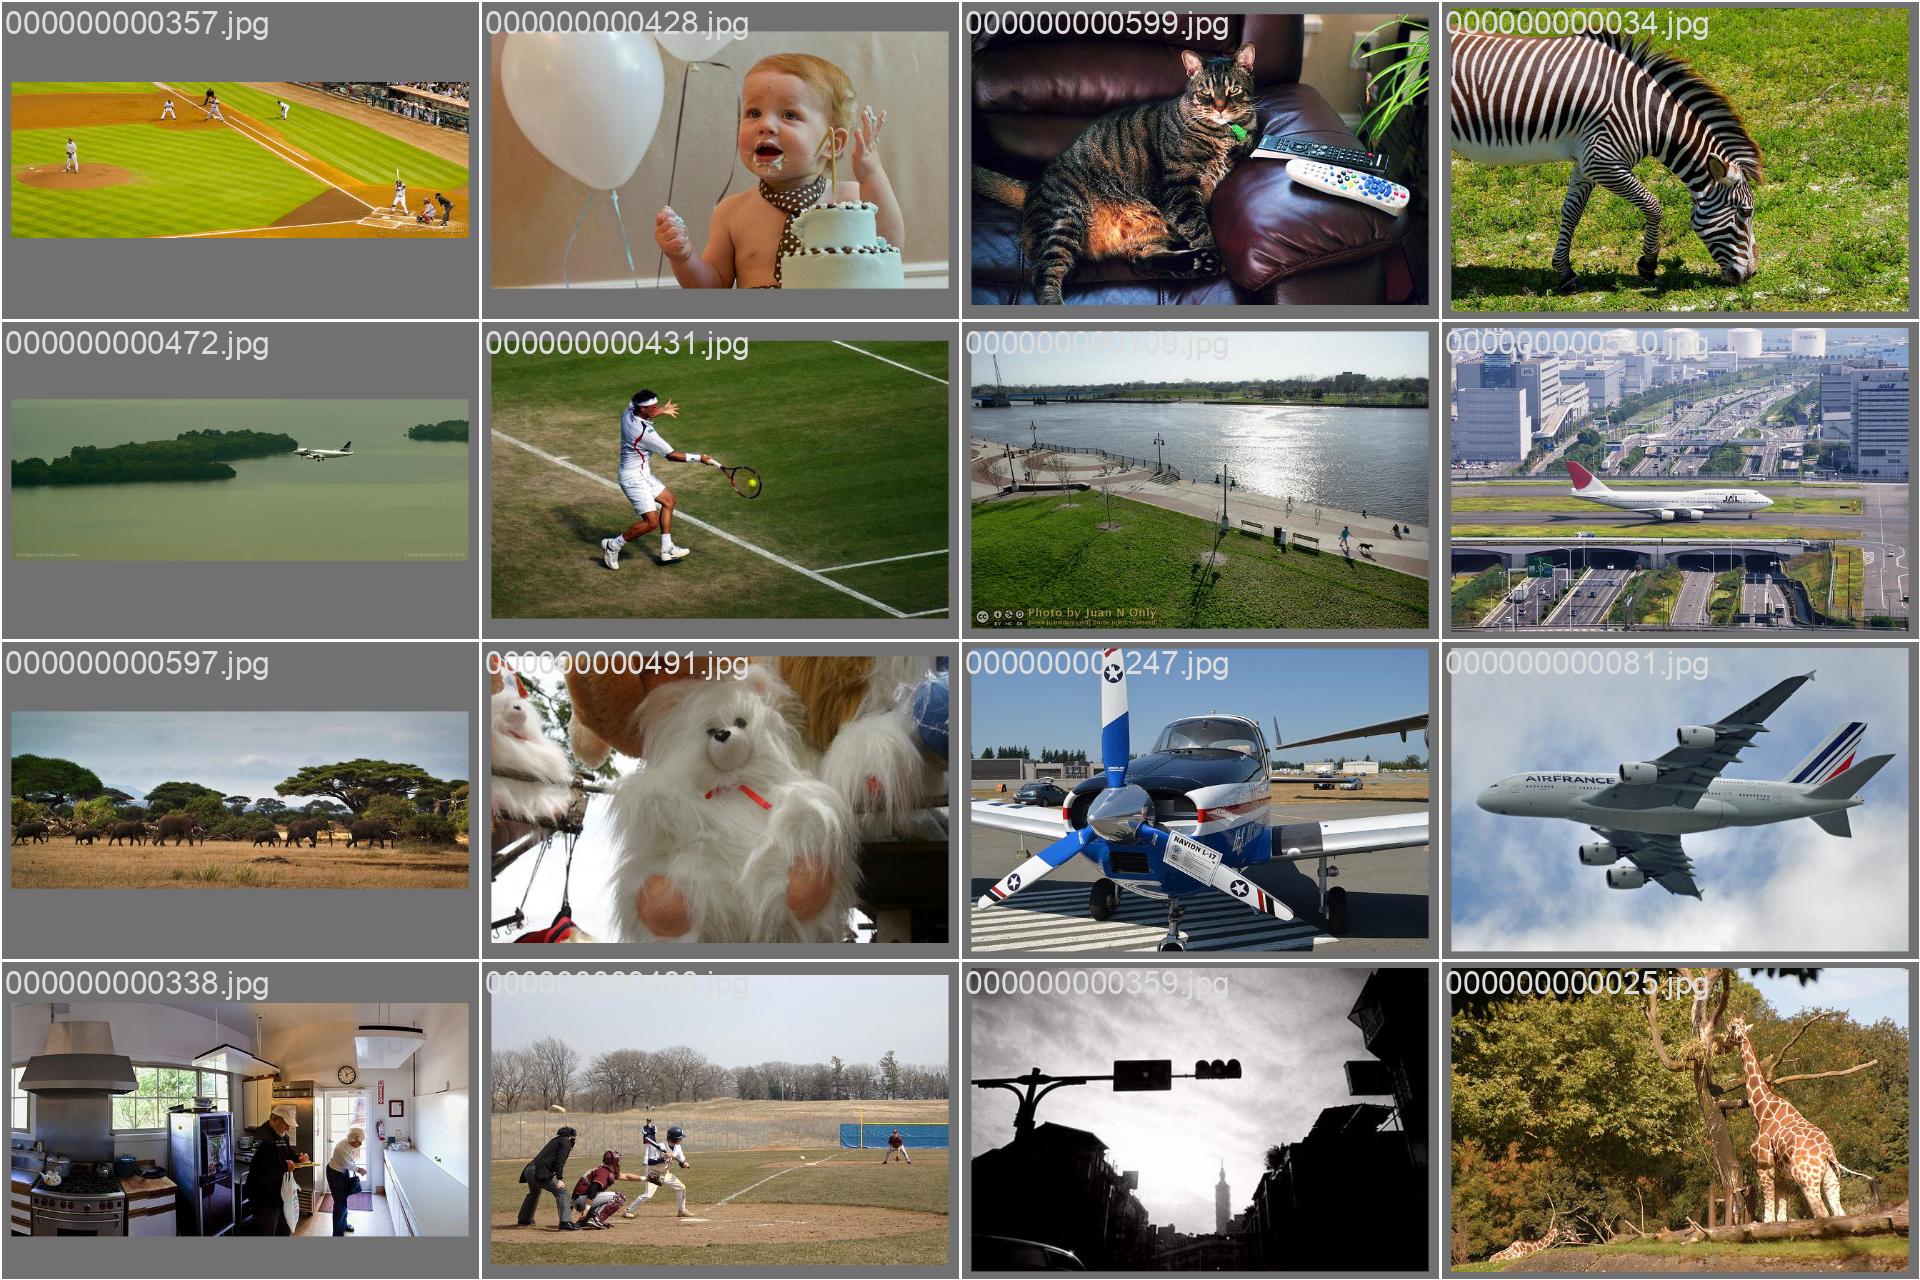 000000000357.jpg
000000000428.jpg
000000000599.jpg
000000000034.jpg
000000000472.jpg
000000000431.jpg
000000000109.jpg
000000000540.jpg
JAL
Photo by Juan N Only
000000000597.jpg
000000000491.jpg
247.jpg
000000000081.jpg
NAVION L-17
AIRFRANCE
000000000338.jpg
jpg
000000000359.jpg
000000000025.jpg